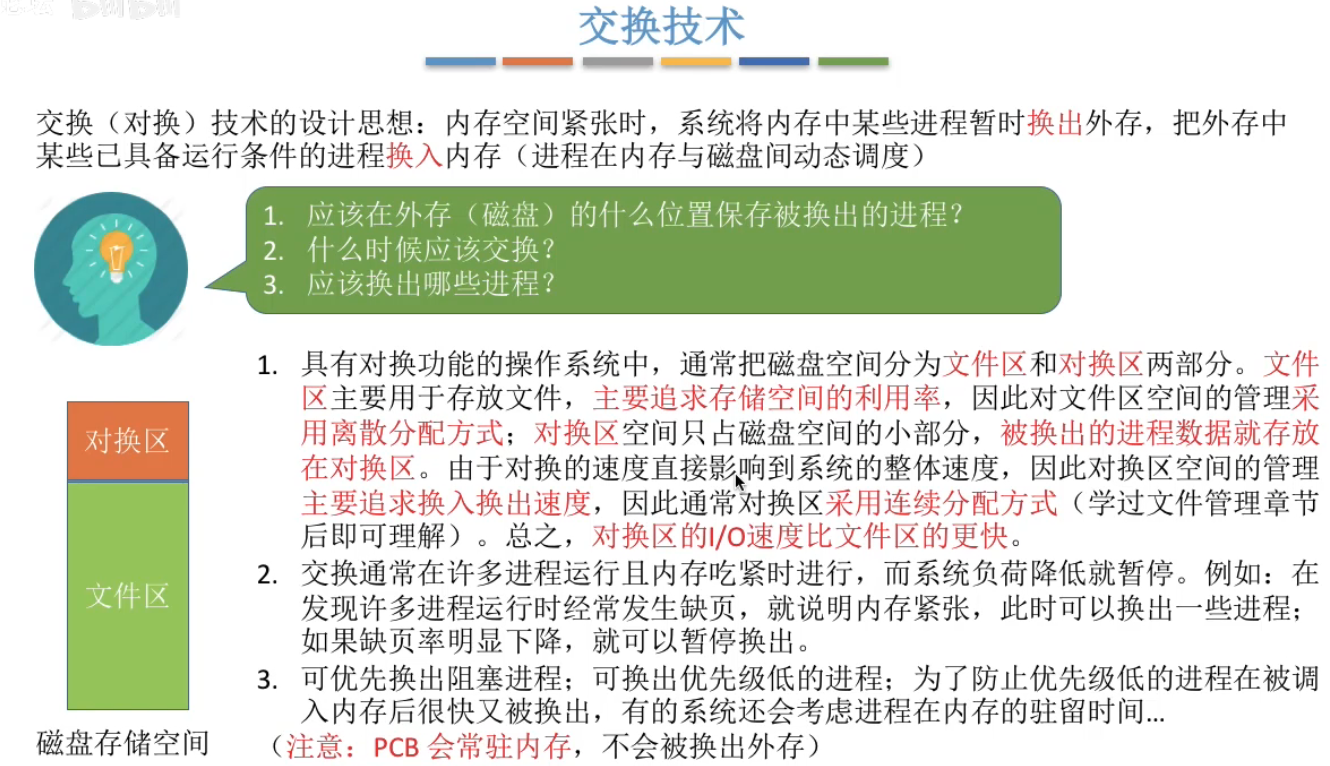 交换技术
交换（对换）技术的设计思想：内存空间紧张时，系统将内存中某些进程暂时换出外存，把外存中
某些已具备运行条件的进程换入内存（进程在内存与磁盘间动态调度）
1. 应该在外存（磁盘）的什么位置保存被换出的进程？
2. 什么时候应该交换？
3. 应该换出哪些进程？
1. 具有对换功能的操作系统中，通常把磁盘空间分为文件区和对换区两部分。文件
区主要用于存放文件，主要追求存储空间的利用率，因此对文件区空间的管理采
用离散分配方式；对换区空间只占磁盘空间的小部分，被换出的进程数据就存放
在对换区。由于对换的速度直接影响到系统的整体速度，因此对换区空间的管理
主要追求换入换出速度，因此通常对换区采用连续分配方式（学过文件管理章节
后即可理解）。总之，对换区的I/O速度比文件区的更快。
2. 交换通常在许多进程运行且内存吃紧时进行，而系统负荷降低就暂停。例如：在
发现许多进程运行时经常发生缺页，就说明内存紧张，此时可以换出一些进程；
如果缺页率明显下降，就可以暂停换出。
3. 可优先换出阻塞进程；可换出优先级低的进程；为了防止优先级低的进程在被调
入内存后很快又被换出，有的系统还会考虑进程在内存的驻留时间…
（注意：PCB 会常驻内存，不会被换出外存）
对换区
文件区
磁盘存储空间